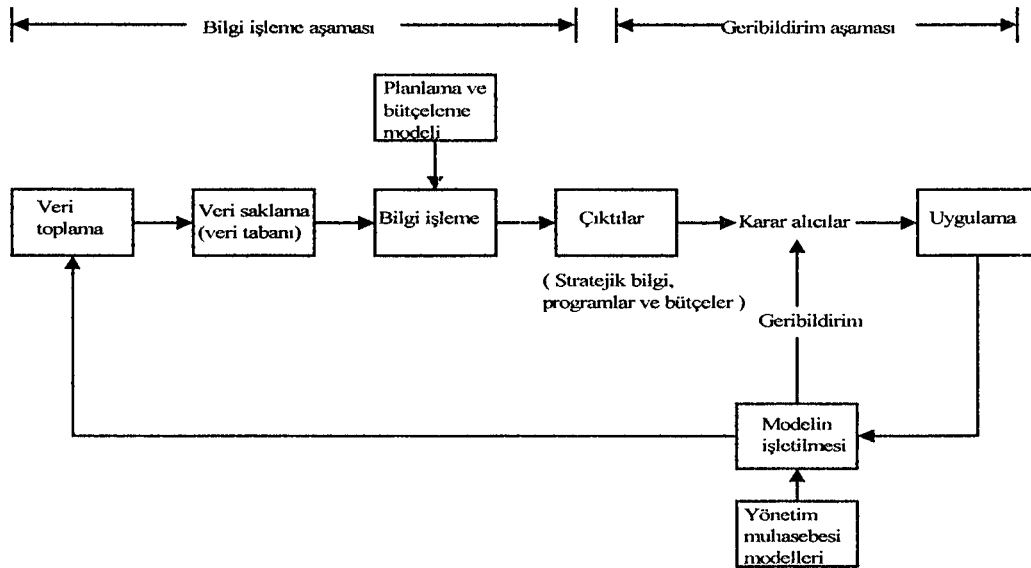 Bilgi işleme aşaması
Geribildirim aşaması
Planlama ve
bütçeleme
modeli
Veri
toplama
Veri saklama
(veri tabanı)
Bilgi işleme
Çıktılar
Karar alıcılar
Uygulama
( Stratejik bilgi,
programlar ve bütçeler )
Geribildirim
Modelin
işletilmesi
Yönetim
muhasebesi
modelleri